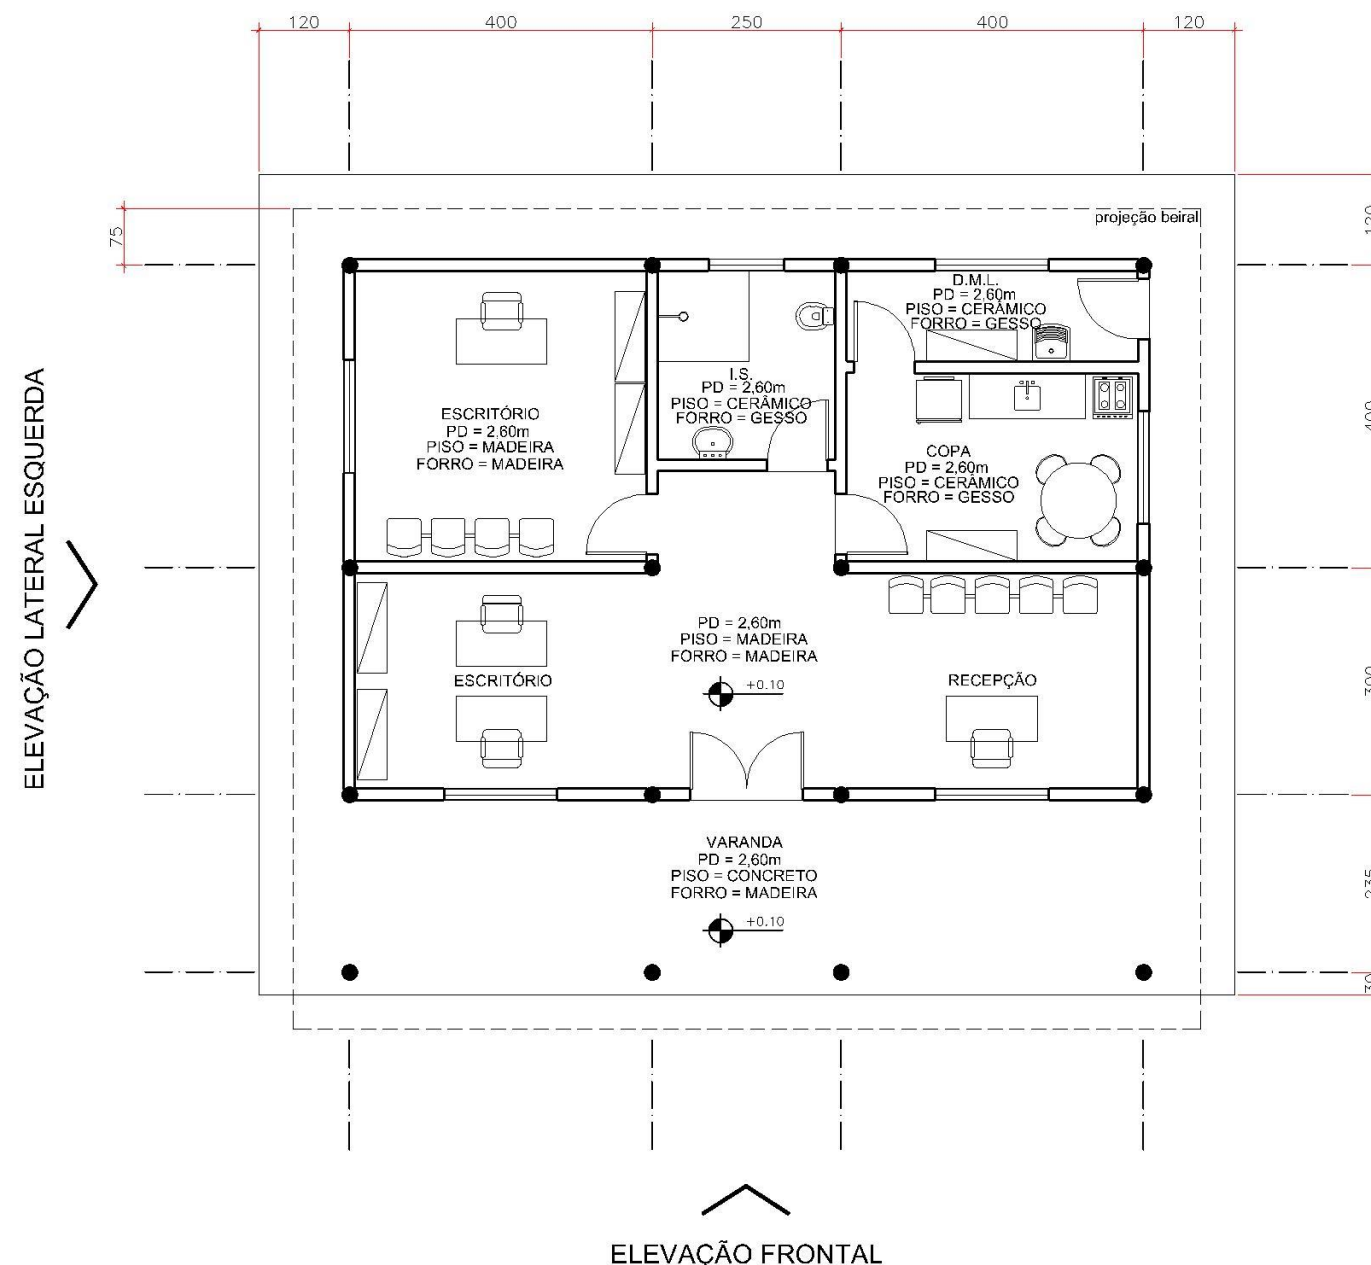 120 400 250 400 120
75
projeção beiral
D.M.L.
PD = 2,60m
PISO = CERÂMICO
FORRO = GESSO
I.S.
PD = 2,60m
PISO = CERÂMICO
FORRO = GESSO
ESCRITÓRIO
PD = 2,60m
PISO = MADEIRA
FORRO = MADEIRA
COPA
PD = 2,60m
PISO = CERÂMICO
FORRO = GESSO
ELEVAÇÃO LATERAL ESQUERDA
PD = 2,60m
PISO = MADEIRA
FORRO = MADEIRA
+0.10
ESCRITÓRIO
RECEPÇÃO
VARANDA
PD = 2,60m
PISO = CONCRETO
FORRO = MADEIRA
+0.10
ELEVAÇÃO FRONTAL